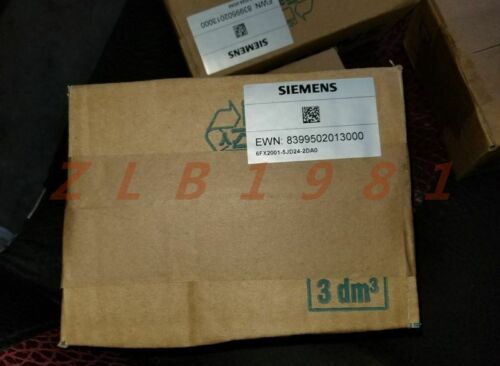 EWN: 8399502013000
SIEMENS
SIEMENS
EWN: 8399502013000
6FX2001-5JD24-2DA0
ZLB1981
3 dm³